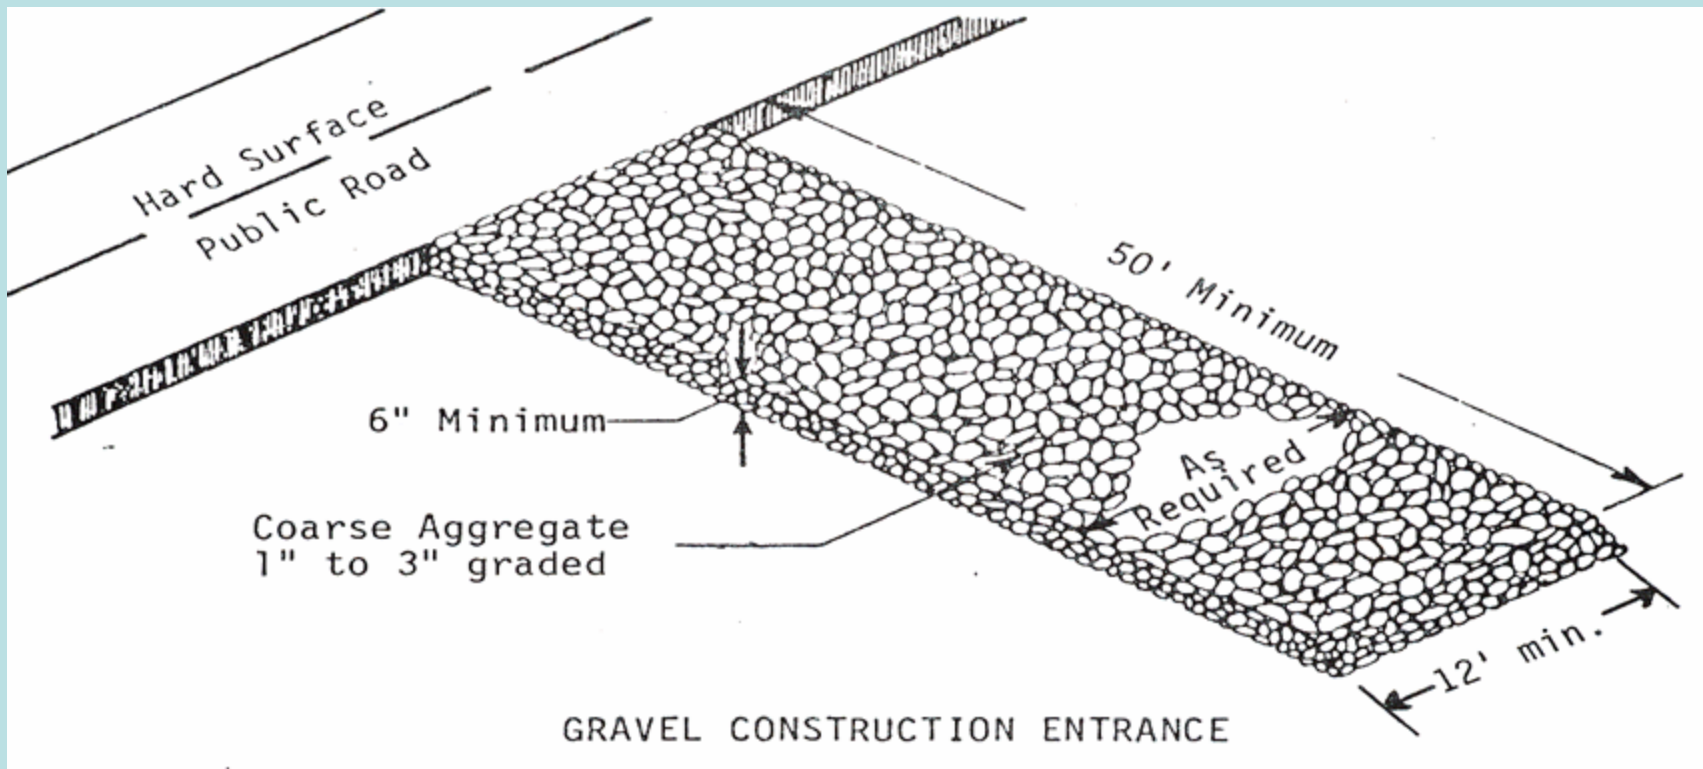 Hard Surface
Public Road
50' Minimum
6" Minimum
As
Required
Coarse Aggregate
1" to 3" graded
12' min.
GRAVEL CONSTRUCTION ENTRANCE